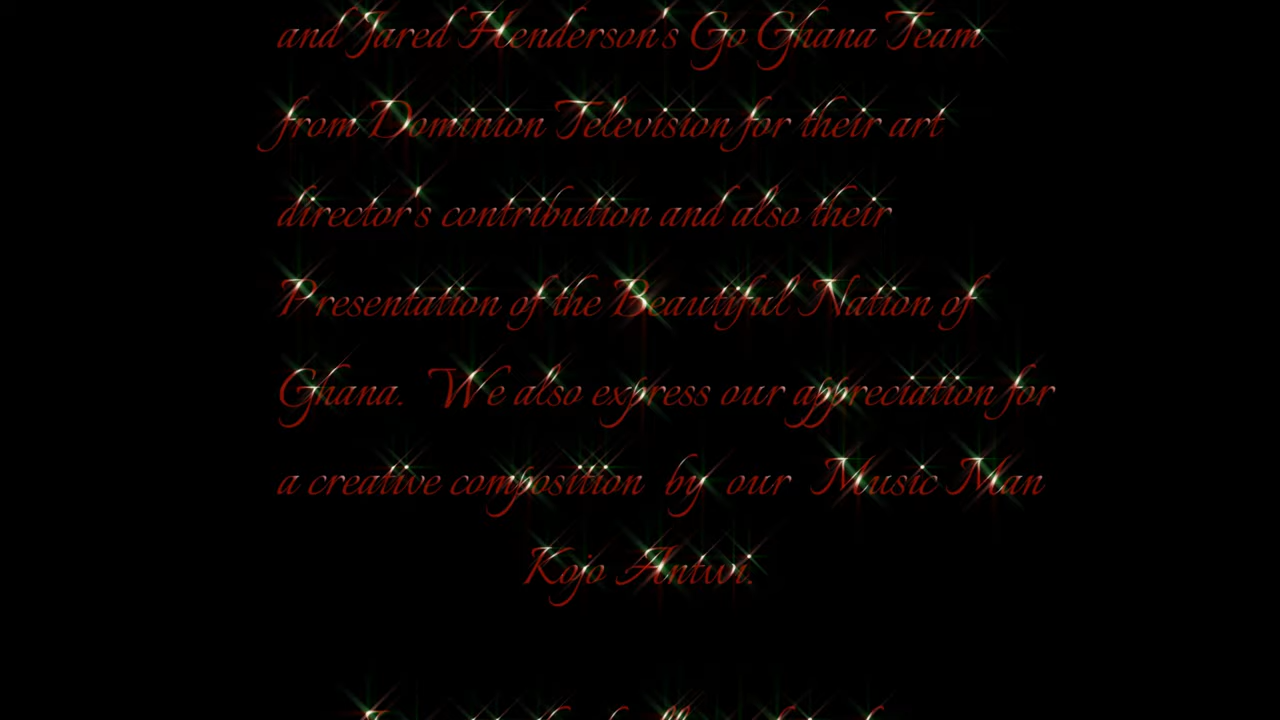 and Jared Henderson's Go Ghana Team
from Dominion Television for their art
director's contribution and also their
Presentation of the Beautiful Nation of
Ghana. We also express our appreciation for
a creative composition by our Music Man
Kojo Antwi.